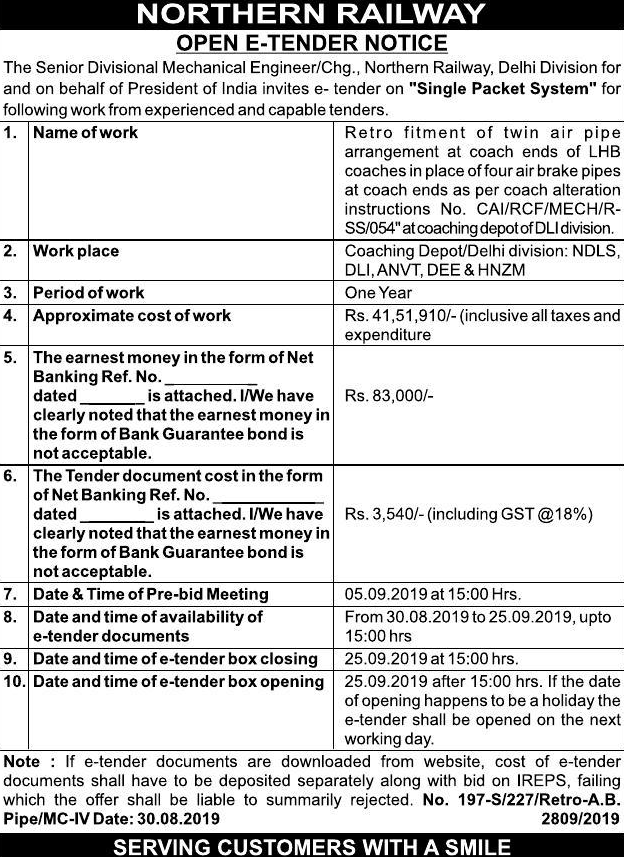 NORTHERN RAILWAY
OPEN E-TENDER NOTICE
The Senior Divisional Mechanical Engineer/Chg., Northern Railway, Delhi Division for
and on behalf of President of India invites e- tender on "Single Packet System" for
following work from experienced and capable tenders.
1. Name of work
Retro fitment of twin air pipe
arrangement at coach ends of LHB
coaches in place of four air brake pipes
at coach ends as per coach alteration
instructions No. CAI/RCF/MECH/R-
SS/054" at coaching depot of DLI division.
2. Work place
Coaching Depot/Delhi division: NDLS,
DLI, ANVT, DEE & HNZM
3. Period of work
One Year
4. Approximate cost of work
Rs. 41,51,910/- (inclusive all taxes and
expenditure
5. The earnest money in the form of Net
Banking Ref. No. __________
dated _______ is attached. I/We have
clearly noted that the earnest money in
the form of Bank Guarantee bond is
not acceptable.
Rs. 83,000/-
6. The Tender document cost in the form
of Net Banking Ref. No. ____________
dated ________ is attached. I/We have
clearly noted that the earnest money in
the form of Bank Guarantee bond is
not acceptable.
Rs. 3,540/- (including GST @18%)
7. Date & Time of Pre-bid Meeting
05.09.2019 at 15:00 Hrs.
8. Date and time of availability of
e-tender documents
From 30.08.2019 to 25.09.2019, upto
15:00 hrs
9. Date and time of e-tender box closing
25.09.2019 at 15:00 hrs.
10. Date and time of e-tender box opening
25.09.2019 after 15:00 hrs. If the date
of opening happens to be a holiday the
e-tender shall be opened on the next
working day.
Note : If e-tender documents are downloaded from website, cost of e-tender
documents shall have to be deposited separately along with bid on IREPS, failing
which the offer shall be liable to summarily rejected. No. 197-S/227/Retro-A.B.
Pipe/MC-IV Date: 30.08.2019 2809/2019
SERVING CUSTOMERS WITH A SMILE